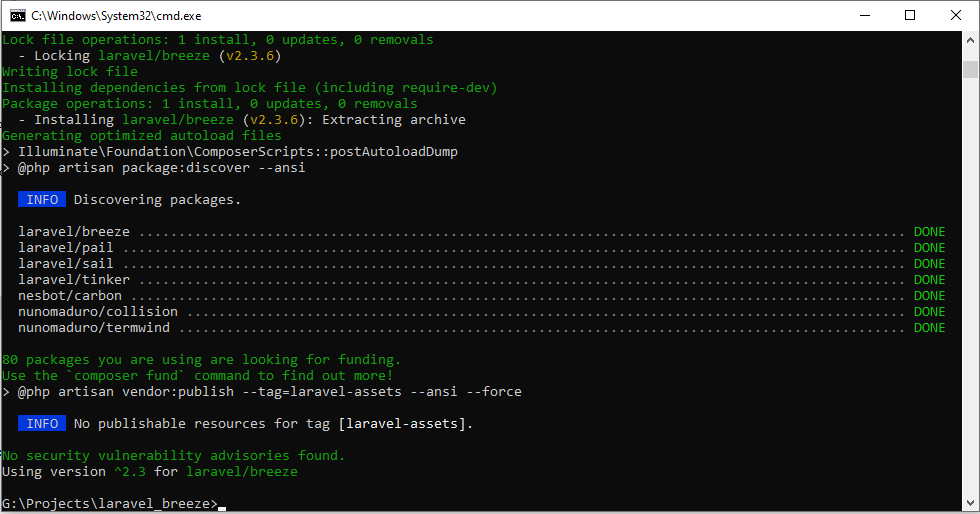 C:\Windows\System32\cmd.exe
Lock file operations: 1 install, 0 updates, 0 removals
  - Locking laravel/breeze (v2.3.6)
Writing lock file
Installing dependencies from lock file (including require-dev)
Package operations: 1 install, 0 updates, 0 removals
  - Installing laravel/breeze (v2.3.6): Extracting archive
Generating optimized autoload files
> Illuminate\Foundation\ComposerScripts::postAutoloadDump
> @php artisan package:discover --ansi
INFO  Discovering packages.
laravel/breeze ................................................................................................ DONE
laravel/pail .................................................................................................. DONE
laravel/sail .................................................................................................. DONE
laravel/tinker ................................................................................................ DONE
nesbot/carbon ................................................................................................. DONE
nunomaduro/collision .......................................................................................... DONE
nunomaduro/termwind ........................................................................................... DONE
80 packages you are using are looking for funding.
Use the `composer fund` command to find out more!
> @php artisan vendor:publish --tag=laravel-assets --ansi --force
INFO  No publishable resources for tag [laravel-assets].
No security vulnerability advisories found.
Using version ^2.3 for laravel/breeze
G:\Projects\laravel_breeze>